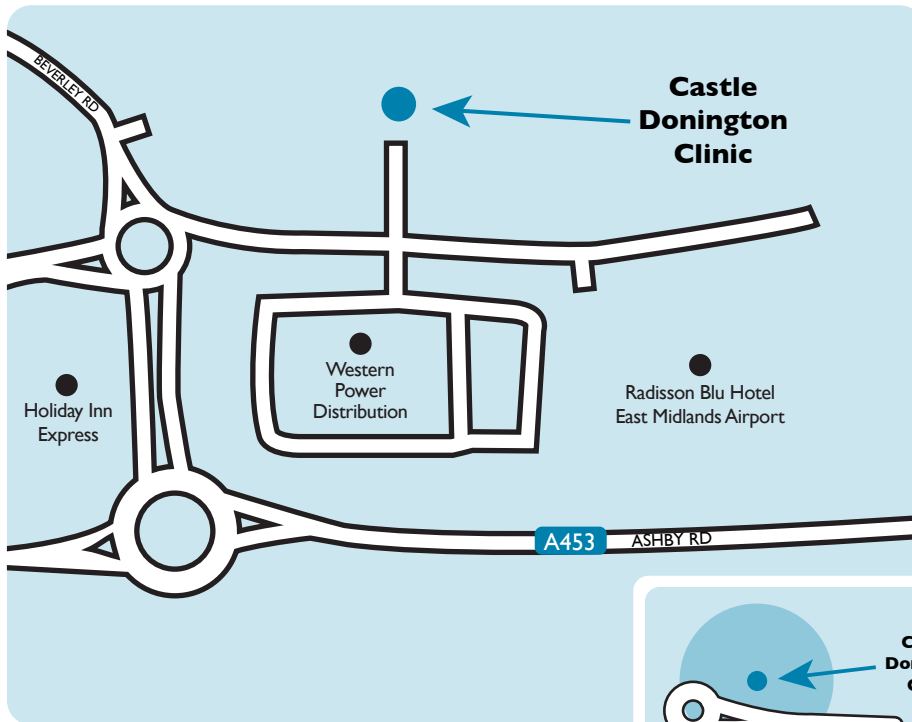 BEVERLEY RD
Castle
Donington
Clinic
Western
Power
Distribution
Radisson Blu Hotel
East Midlands Airport
Holiday Inn
Express
A453
ASHBY RD